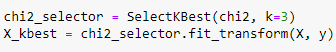 chi2_selector = SelectKBest(chi2, k=3)
X_kbest = chi2_selector.fit_transform(X, y)